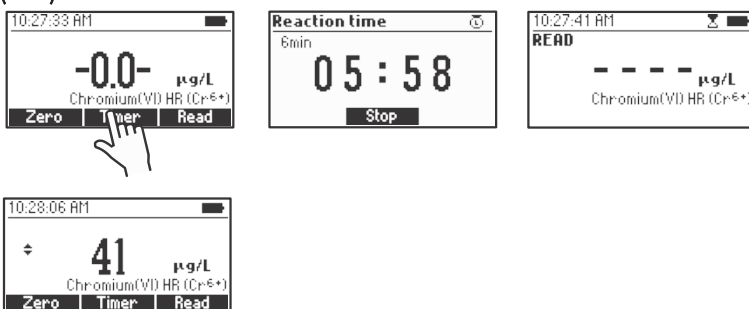 10:27:33 AM
-0.0- µg/L
Chromium(VI) HR (Cr6+)
Zero Timer Read
Reaction time
6min
05:58
Stop
10:27:41 AM
READ
- - - - µg/L
Chromium(VI) HR (Cr6+)
10:28:06 AM
41 µg/L
Chromium(VI) HR (Cr6+)
Zero Timer Read